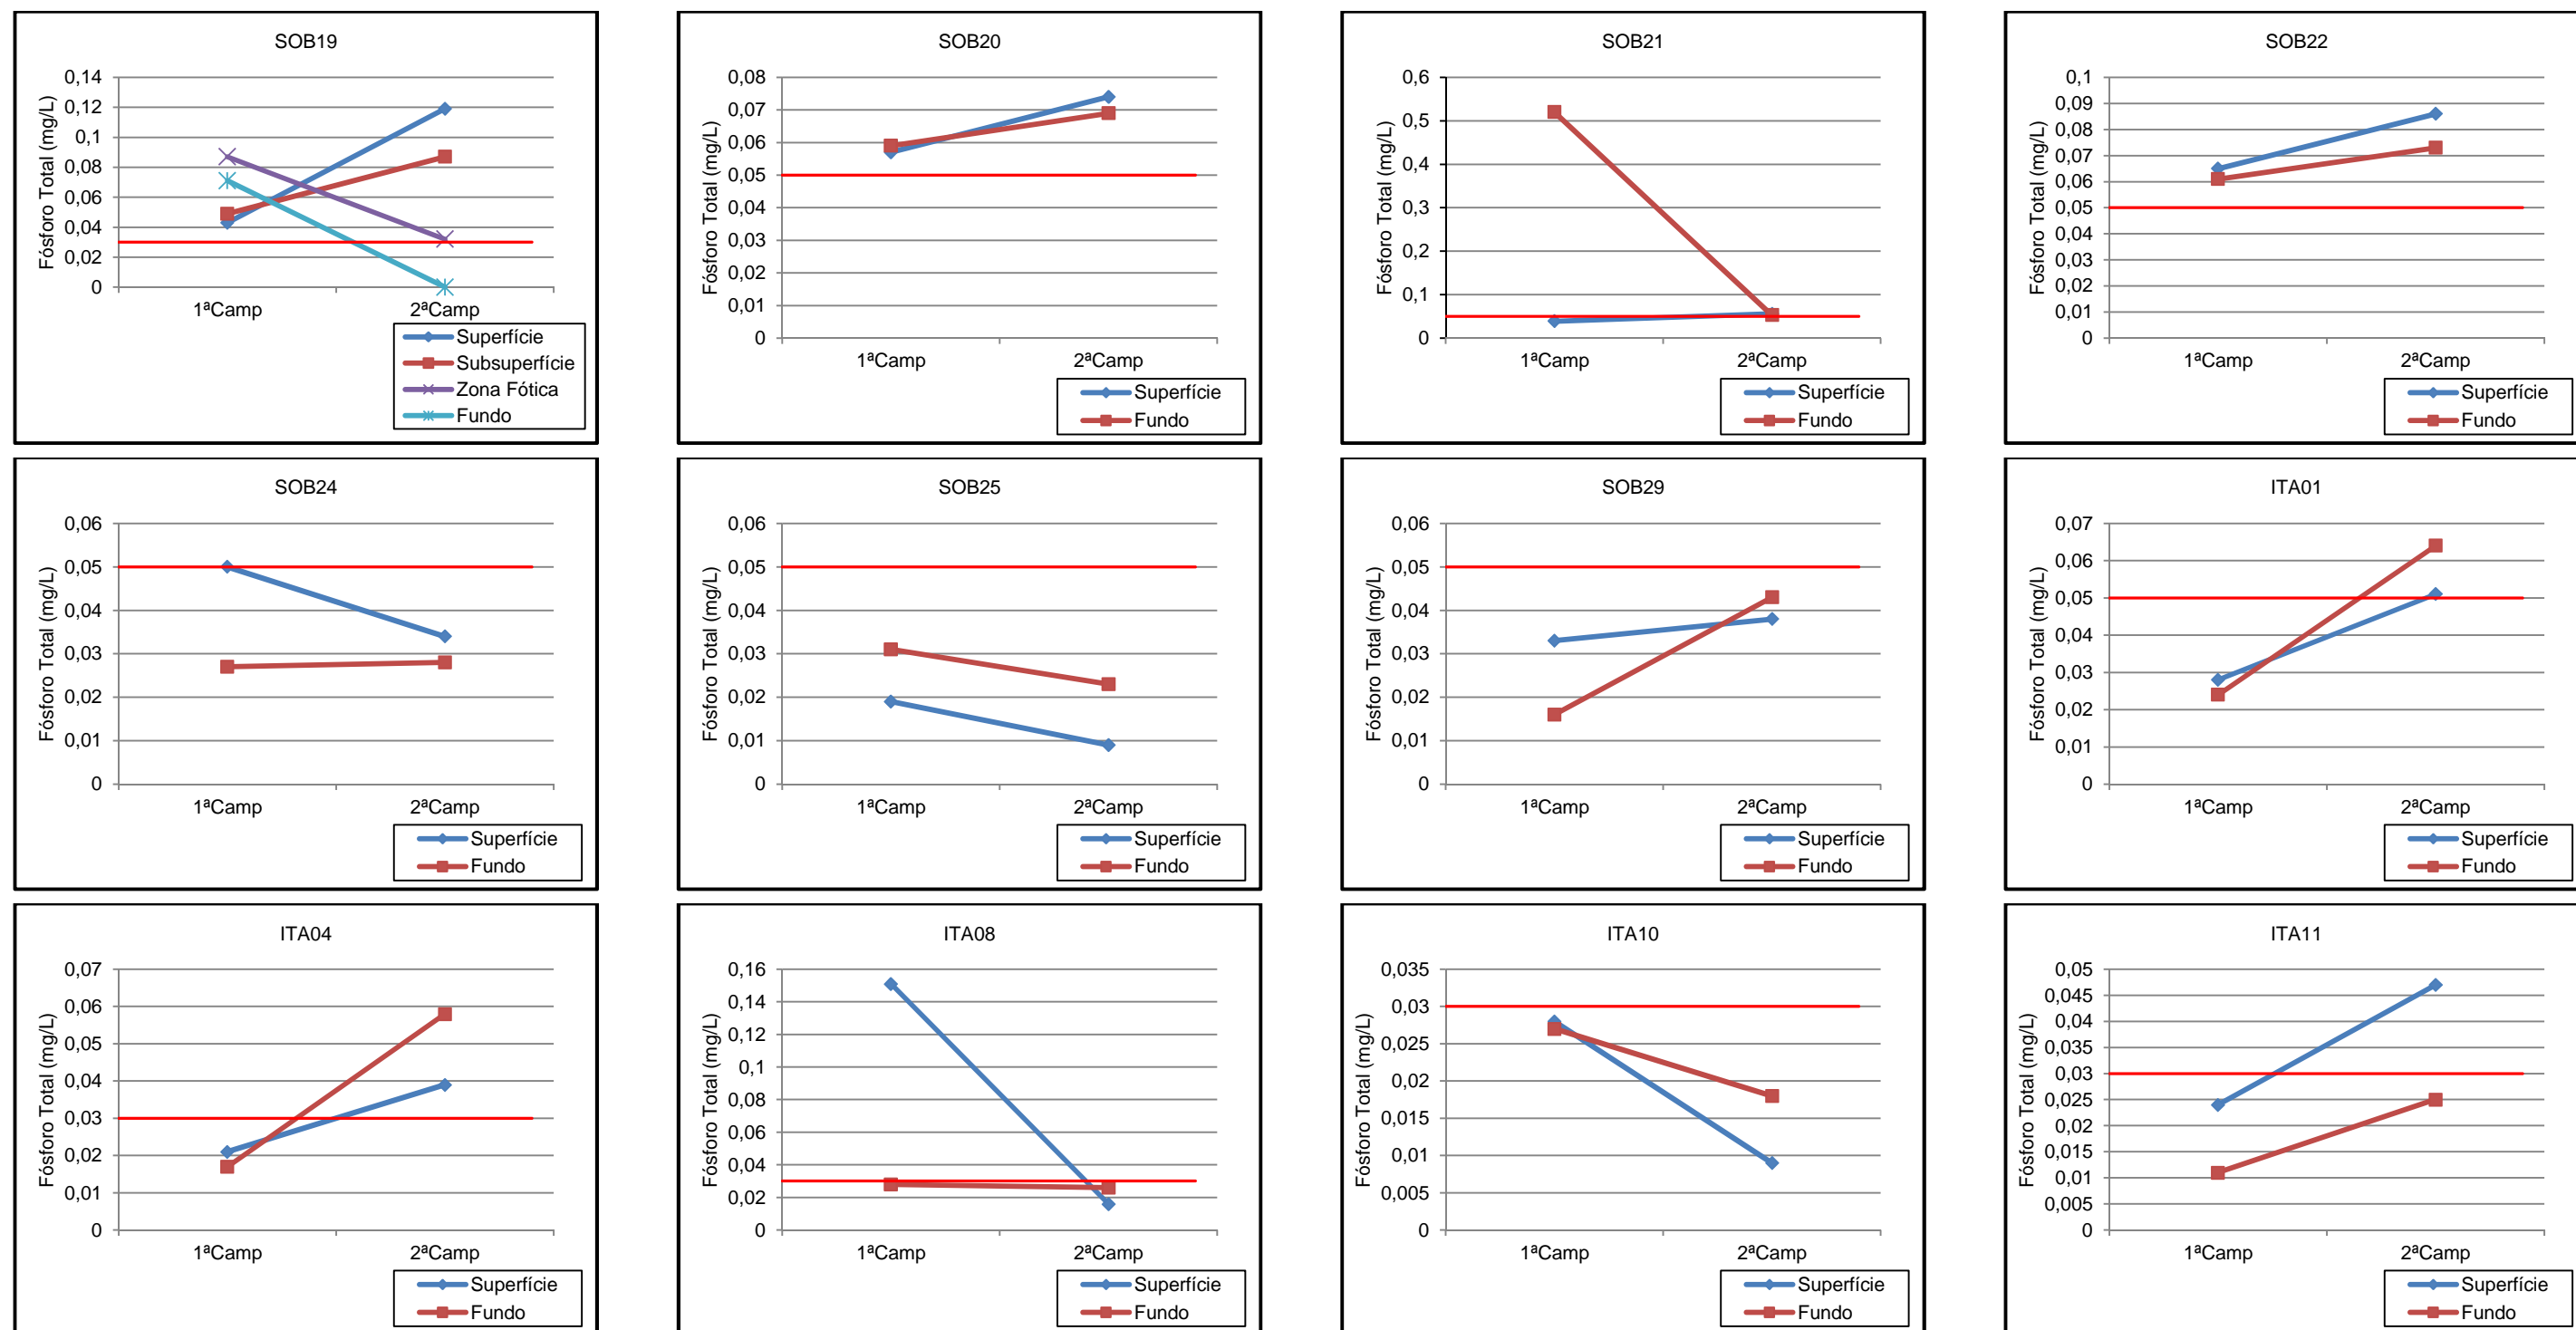 SOB19
Fósforo Total (mg/L)
0,14
0,12
0,1
0,08
0,06
0,04
0,02
0
1ªCamp 2ªCamp
Superfície
Subsuperfície
Zona Fótica
Fundo
SOB20
Fósforo Total (mg/L)
0,08
0,07
0,06
0,05
0,04
0,03
0,02
0,01
0
1ªCamp 2ªCamp
Superfície
Fundo
SOB21
Fósforo Total (mg/L)
0,6
0,5
0,4
0,3
0,2
0,1
0
1ªCamp 2ªCamp
Superfície
Fundo
SOB22
Fósforo Total (mg/L)
0,1
0,09
0,08
0,07
0,06
0,05
0,04
0,03
0,02
0,01
0
1ªCamp 2ªCamp
Superfície
Fundo
SOB24
Fósforo Total (mg/L)
0,06
0,05
0,04
0,03
0,02
0,01
0
1ªCamp 2ªCamp
Superfície
Fundo
SOB25
Fósforo Total (mg/L)
0,06
0,05
0,04
0,03
0,02
0,01
0
1ªCamp 2ªCamp
Superfície
Fundo
SOB29
Fósforo Total (mg/L)
0,06
0,05
0,04
0,03
0,02
0,01
0
1ªCamp 2ªCamp
Superfície
Fundo
ITA01
Fósforo Total (mg/L)
0,07
0,06
0,05
0,04
0,03
0,02
0,01
0
1ªCamp 2ªCamp
Superfície
Fundo
ITA04
Fósforo Total (mg/L)
0,07
0,06
0,05
0,04
0,03
0,02
0,01
0
1ªCamp 2ªCamp
Superfície
Fundo
ITA08
Fósforo Total (mg/L)
0,16
0,14
0,12
0,1
0,08
0,06
0,04
0,02
0
1ªCamp 2ªCamp
Superfície
Fundo
ITA10
Fósforo Total (mg/L)
0,035
0,03
0,025
0,02
0,015
0,01
0,005
0
1ªCamp 2ªCamp
Superfície
Fundo
ITA11
Fósforo Total (mg/L)
0,05
0,045
0,04
0,035
0,03
0,025
0,02
0,015
0,01
0,005
0
1ªCamp 2ªCamp
Superfície
Fundo